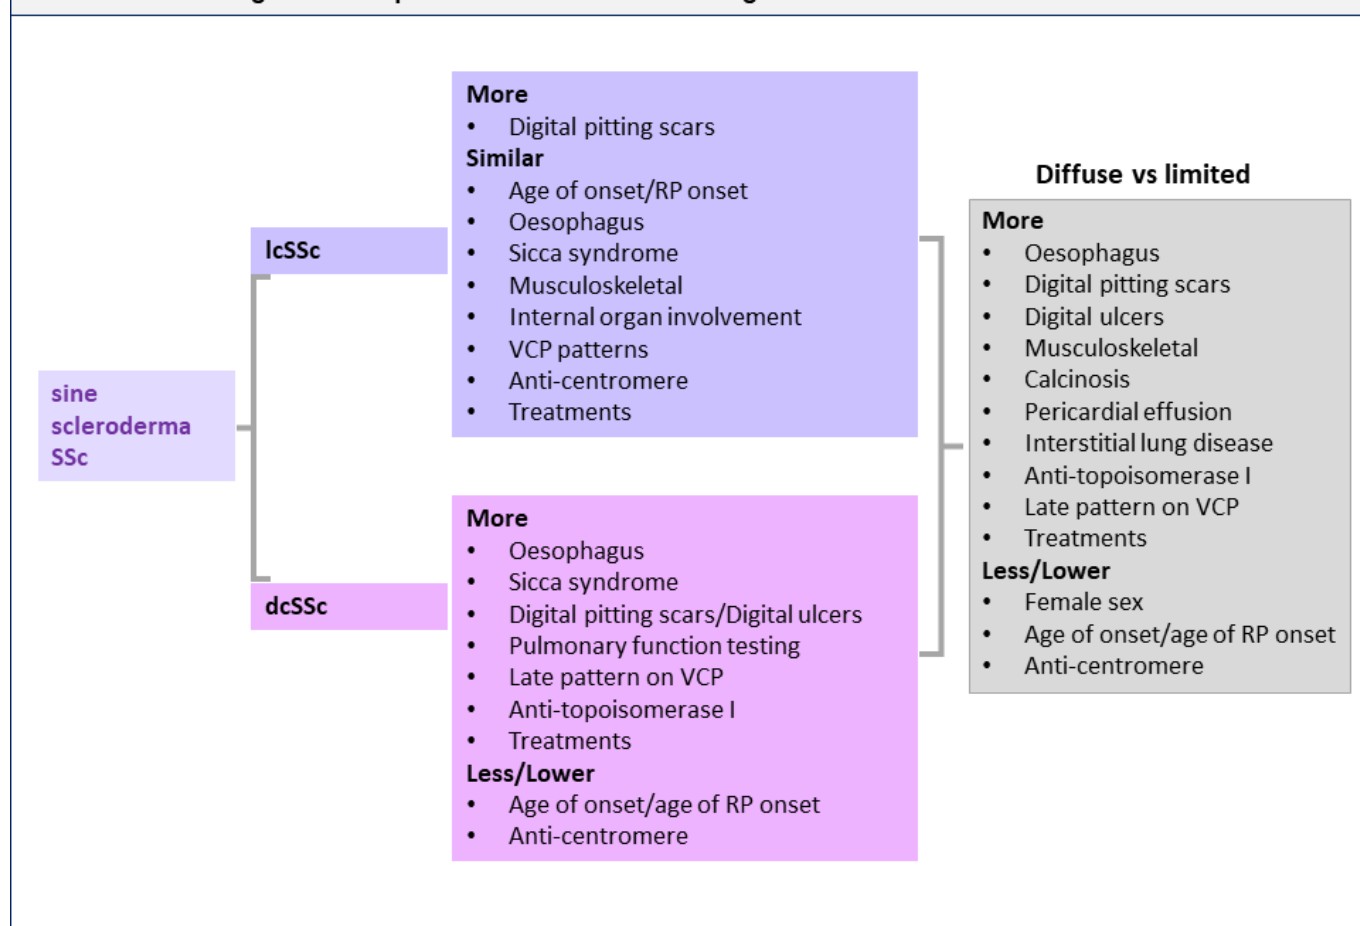 sine
scleroderma
SSc
lcSSc
More
• Digital pitting scars
Similar
• Age of onset/RP onset
• Oesophagus
• Sicca syndrome
• Musculoskeletal
• Internal organ involvement
• VCP patterns
• Anti-centromere
• Treatments
dcSSc
More
• Oesophagus
• Sicca syndrome
• Digital pitting scars/Digital ulcers
• Pulmonary function testing
• Late pattern on VCP
• Anti-topoisomerase I
• Treatments
Less/Lower
• Age of onset/age of RP onset
• Anti-centromere
Diffuse vs limited
More
• Oesophagus
• Digital pitting scars
• Digital ulcers
• Musculoskeletal
• Calcinosis
• Pericardial effusion
• Interstitial lung disease
• Anti-topoisomerase I
• Late pattern on VCP
• Treatments
Less/Lower
• Female sex
• Age of onset/age of RP onset
• Anti-centromere